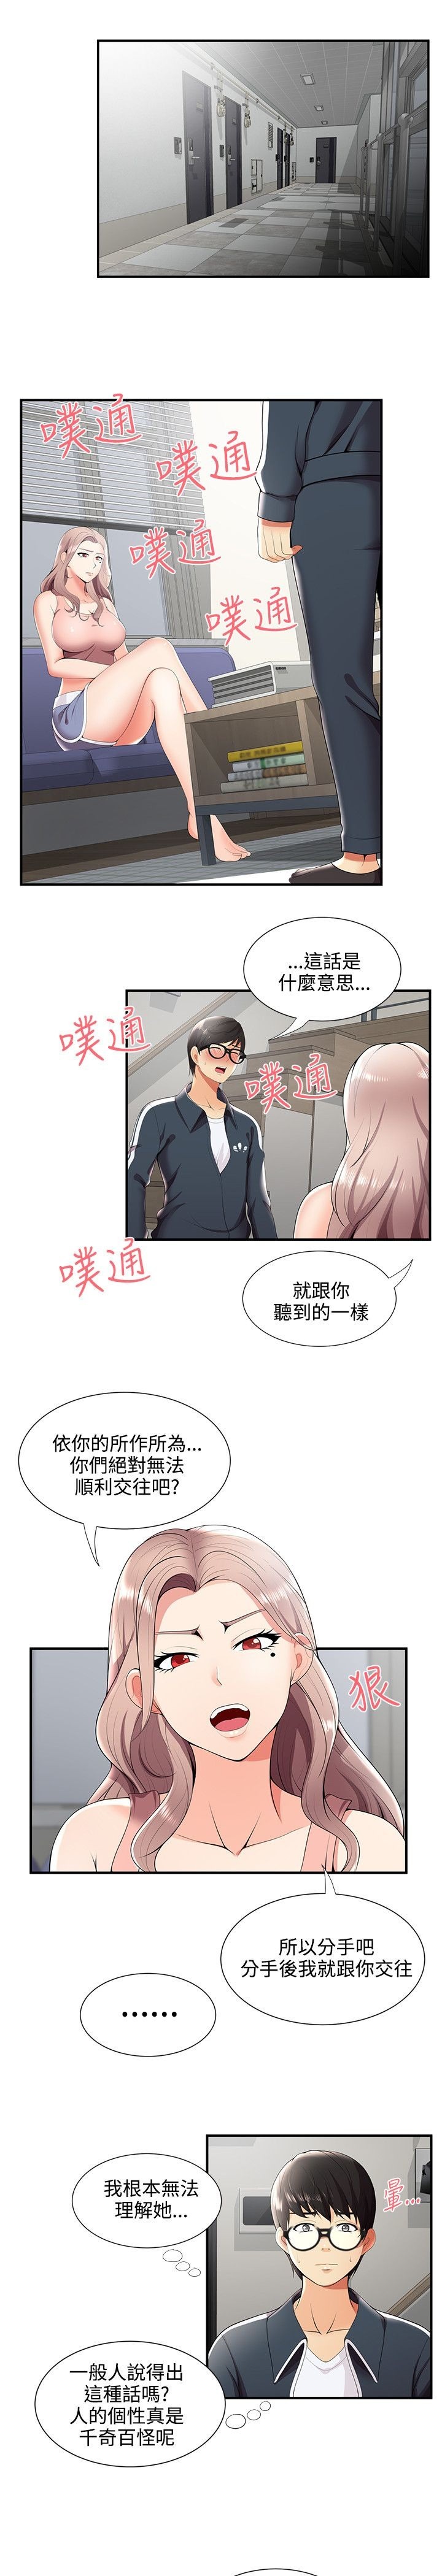 噗通
噗通
噗通
噗通
...這話是
什麼意思...
噗通
噗通
噗通
就跟你
聽到的一樣
依你的所作所為...
你們絕對無法
順利交往吧?
狠
所以分手吧
分手後我就跟你交往
••••••
我根本無法
理解她...
暈...
一般人說得出
這種話嗎?
人的個性真是
千奇百怪呢